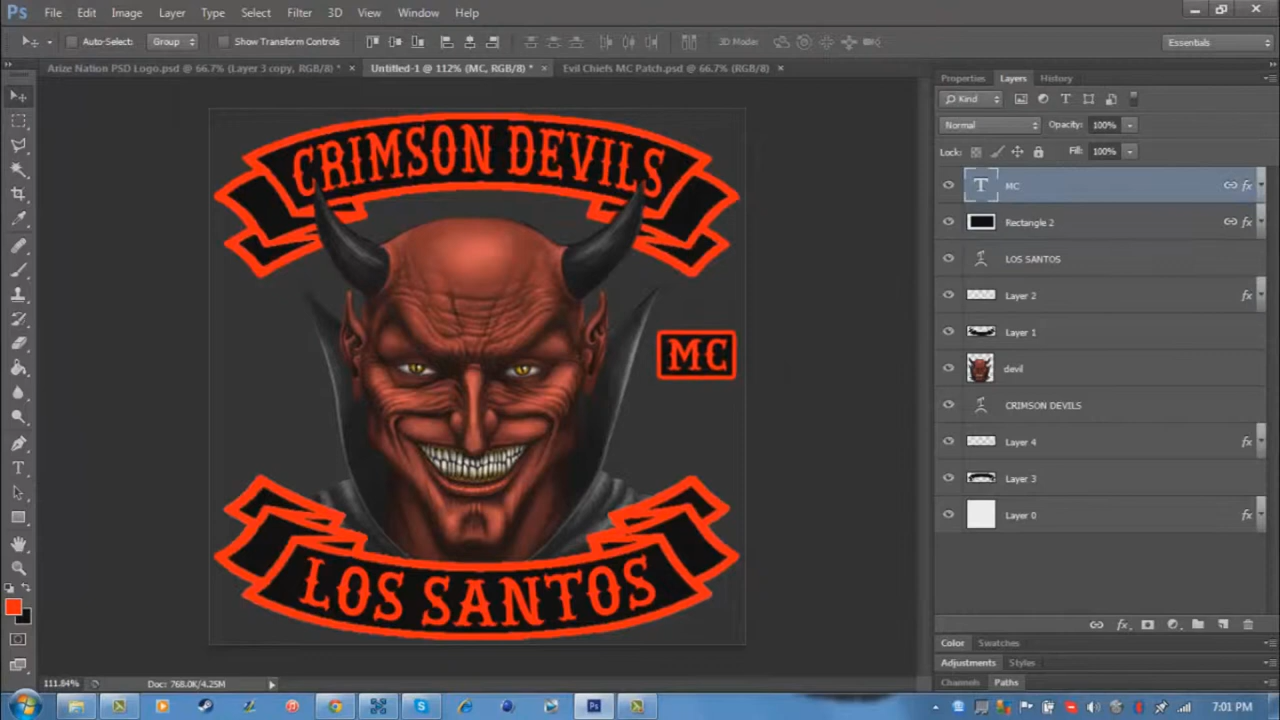 Ps File Edit Image Layer Type Select Filter 3D View Window Help
Auto-Select: Group Show Transform Controls 3D Mode: Essentials
Arize Nation PSD Logo.psd @ 66.7% (Layer 3 copy, RGB/8) * × Untitled-1 @ 112% (MC, RGB/8) * × Evil Chiefs MC Patch.psd @ 66.7% (RGB/8) ×
Properties Layers History
Kind
Normal Opacity: 100%
Lock: Fill: 100%
T MC fx
Rectangle 2 fx
LOS SANTOS
Layer 2 fx
Layer 1
devil
CRIMSON DEVILS
Layer 4 fx
Layer 3
Layer 0 fx
CRIMSON DEVILS
MC
LOS SANTOS
Color Swatches
Adjustments Styles
Channels Paths
111.84% Doc: 768.0K/4.25M
7:01 PM